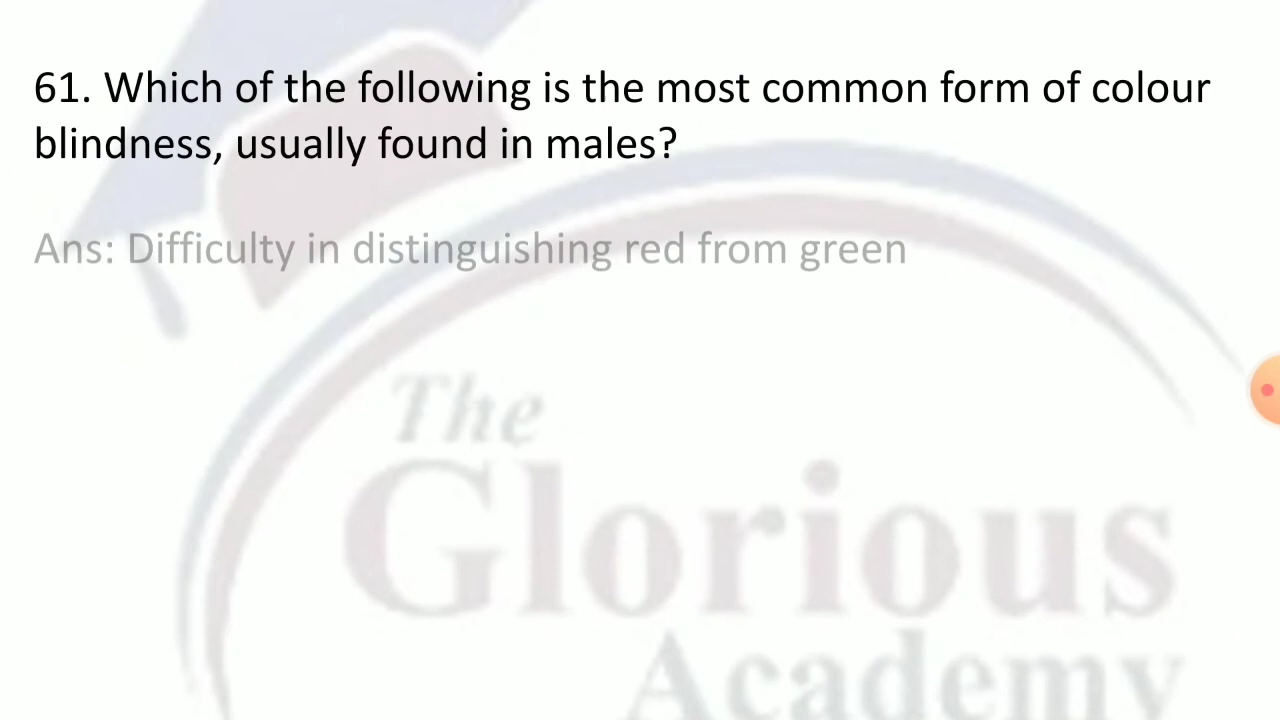 61. Which of the following is the most common form of colour
blindness, usually found in males?
Ans: Difficulty in distinguishing red from green
The
Glorious
Academy